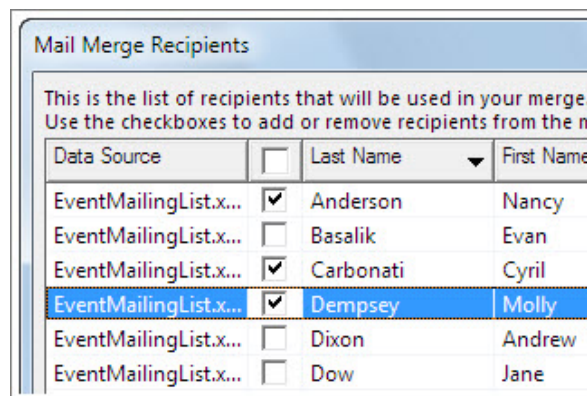 Mail Merge Recipients
This is the list of recipients that will be used in your merge
Use the checkboxes to add or remove recipients from the
Data Source Last Name First Name
EventMailingList.x... Anderson Nancy
EventMailingList.x... Basalik Evan
EventMailingList.x... Carbonati Cyril
EventMailingList.x... Dempsey Molly
EventMailingList.x... Dixon Andrew
EventMailingList.x... Dow Jane